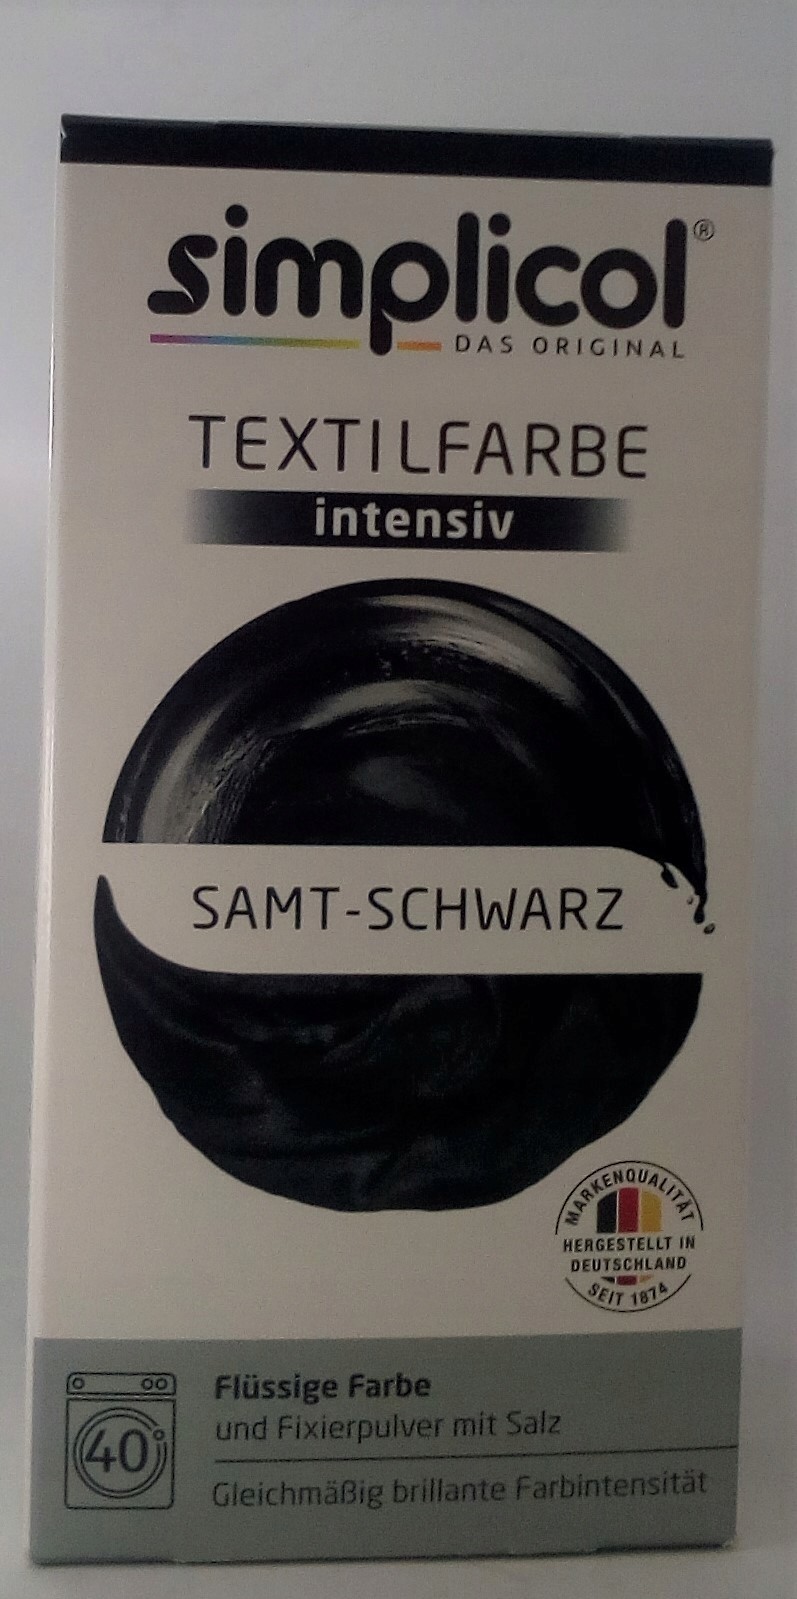 simplicol®
DAS ORIGINAL
TEXTILFARBE
intensiv
SAMT-SCHWARZ
MARKENQUALITÄT
HERGESTELLT IN
DEUTSCHLAND
SEIT 1874
40°
Flüssige Farbe
und Fixierpulver mit Salz
Gleichmäßig brillante Farbintensität